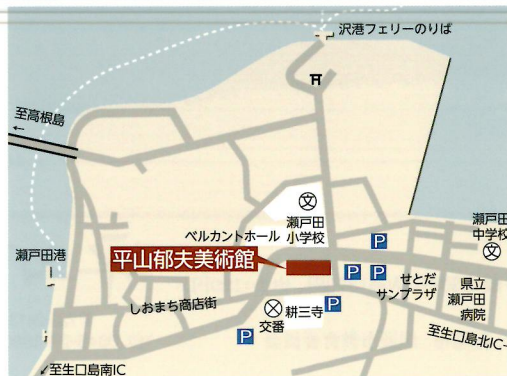 沢港フェリーのりば
至高根島
←
文
瀬戸田
小学校
ベルカントホール
瀬戸田
中学校
文
P
瀬戸田港
平山郁夫美術館
P
P
せとだ
サンプラザ
県立
瀬戸田
病院
しおまち商店街
交番
耕三寺
P
P
至生口島北IC→
↙至生口島南IC